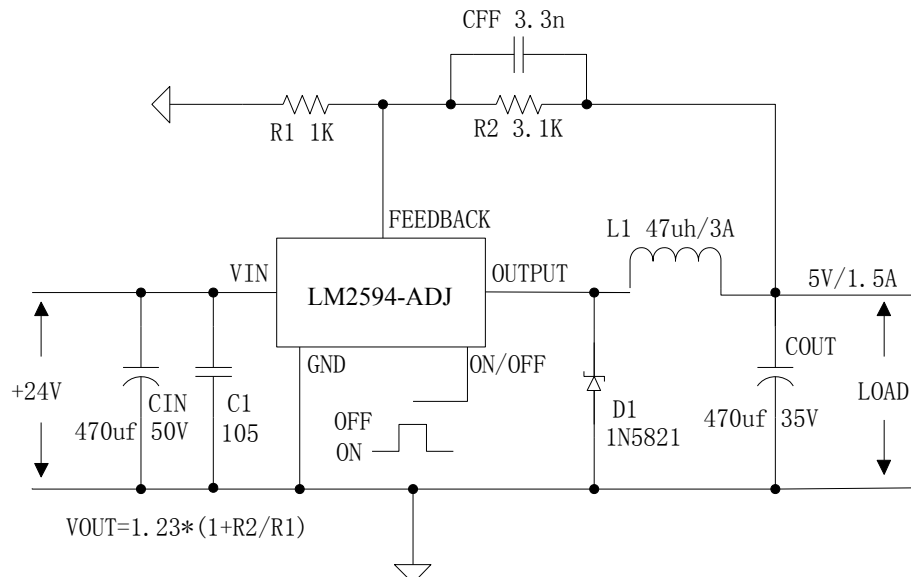 CFF 3.3n
R1 1K
R2 3.1K
FEEDBACK
L1 47uh/3A
VIN
OUTPUT
5V/1.5A
LM2594-ADJ
GND
ON/OFF
COUT
+24V
CIN
C1
OFF
D1
LOAD
470uf 50V
105
ON
1N5821
470uf 35V
VOUT=1.23*(1+R2/R1)